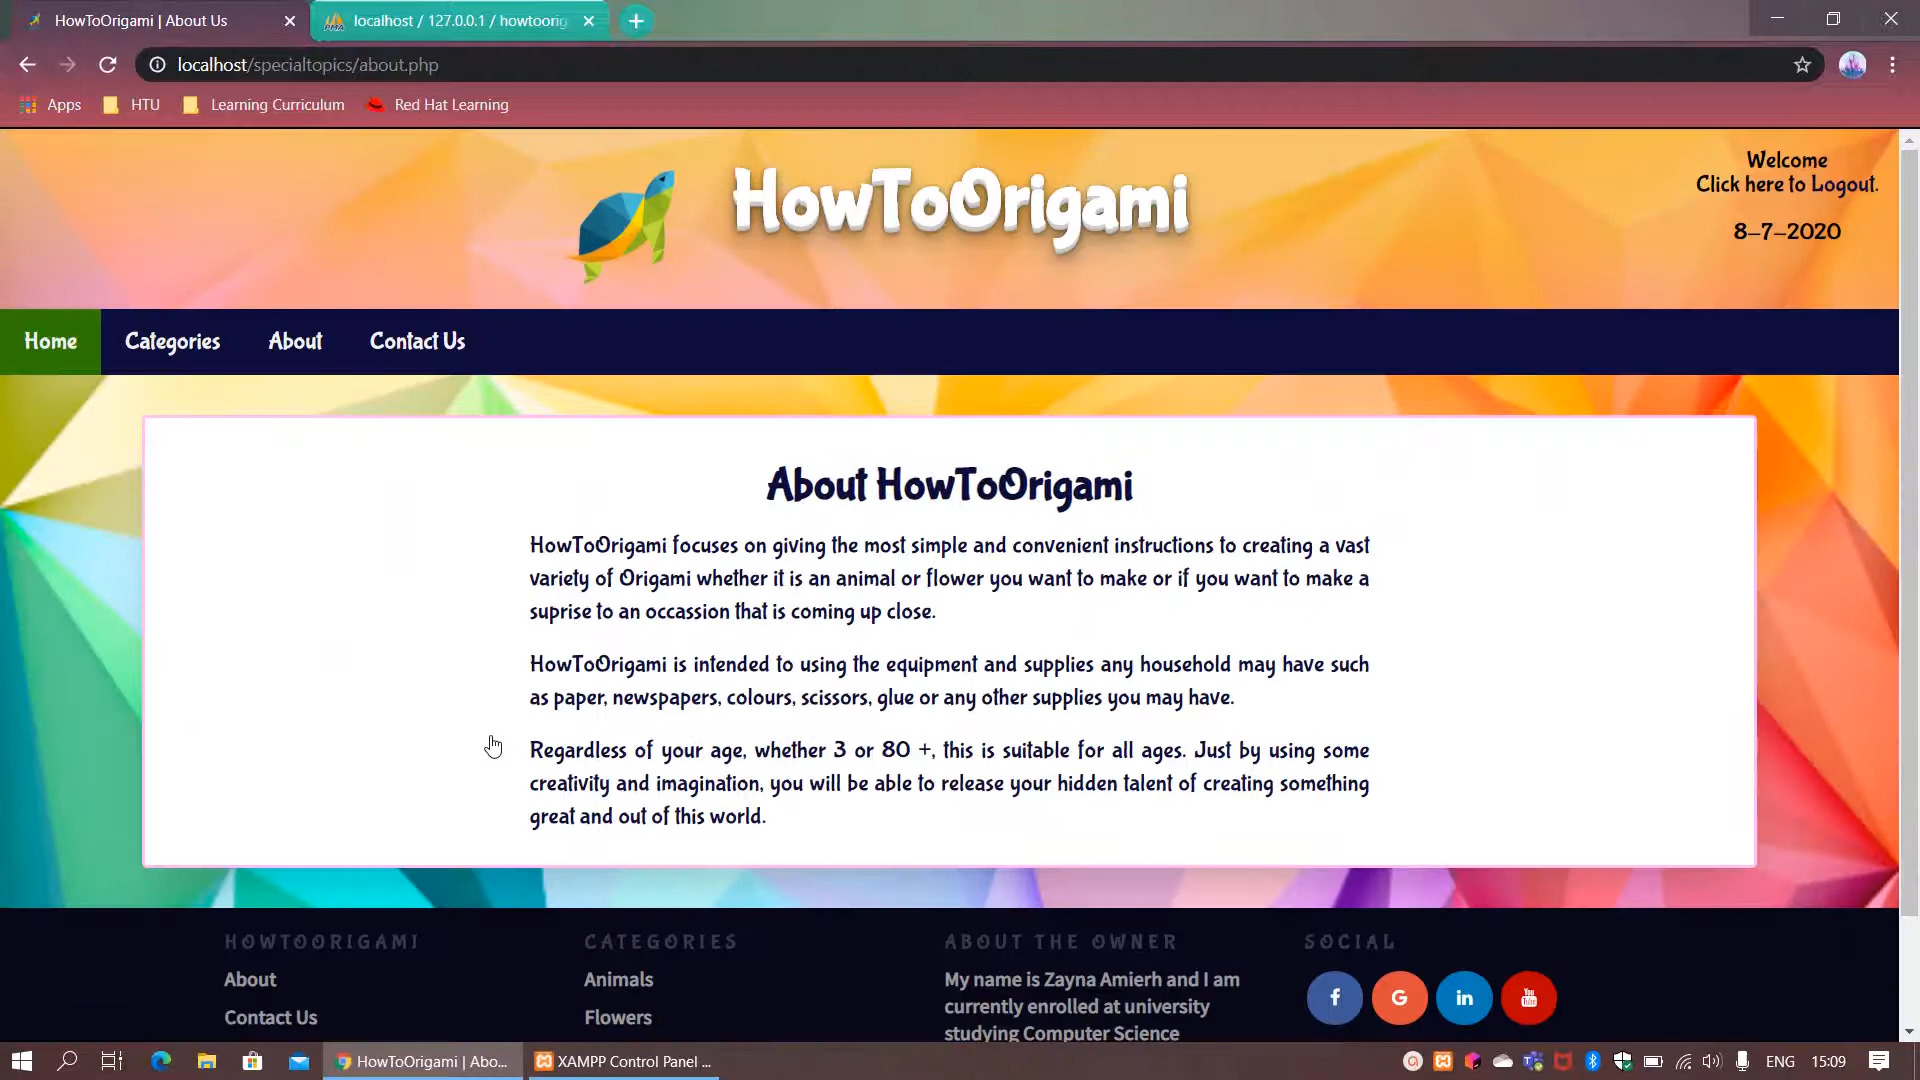 HowToOrigami | About Us
localhost / 127.0.0.1 / howtoorig
localhost/specialtopics/about.php
Apps HTU Learning Curriculum Red Hat Learning
HowToOrigami
Welcome
Click here to Logout.
8-7-2020
Home Categories About Contact Us
About HowToOrigami
HowToOrigami focuses on giving the most simple and convenient instructions to creating a vast
variety of Origami whether it is an animal or flower you want to make or if you want to make a
suprise to an occassion that is coming up close.
HowToOrigami is intended to using the equipment and supplies any household may have such
as paper, newspapers, colours, scissors, glue or any other supplies you may have.
Regardless of your age, whether 3 or 80 +, this is suitable for all ages. Just by using some
creativity and imagination, you will be able to release your hidden talent of creating something
great and out of this world.
HOWTOORIGAMI
About
Contact Us
CATEGORIES
Animals
Flowers
ABOUT THE OWNER
My name is Zayna Amierh and I am
currently enrolled at university
studying Computer Science
SOCIAL
f G in You Tube
HowToOrigami | Abo...
XAMPP Control Panel ...
ENG 15:09